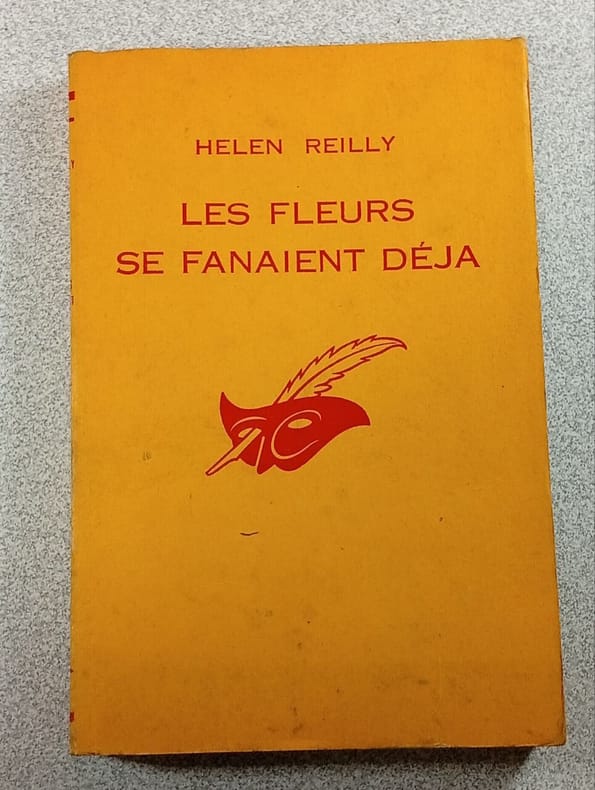 HELEN REILLY
LES FLEURS
SE FANAIENT DÉJA